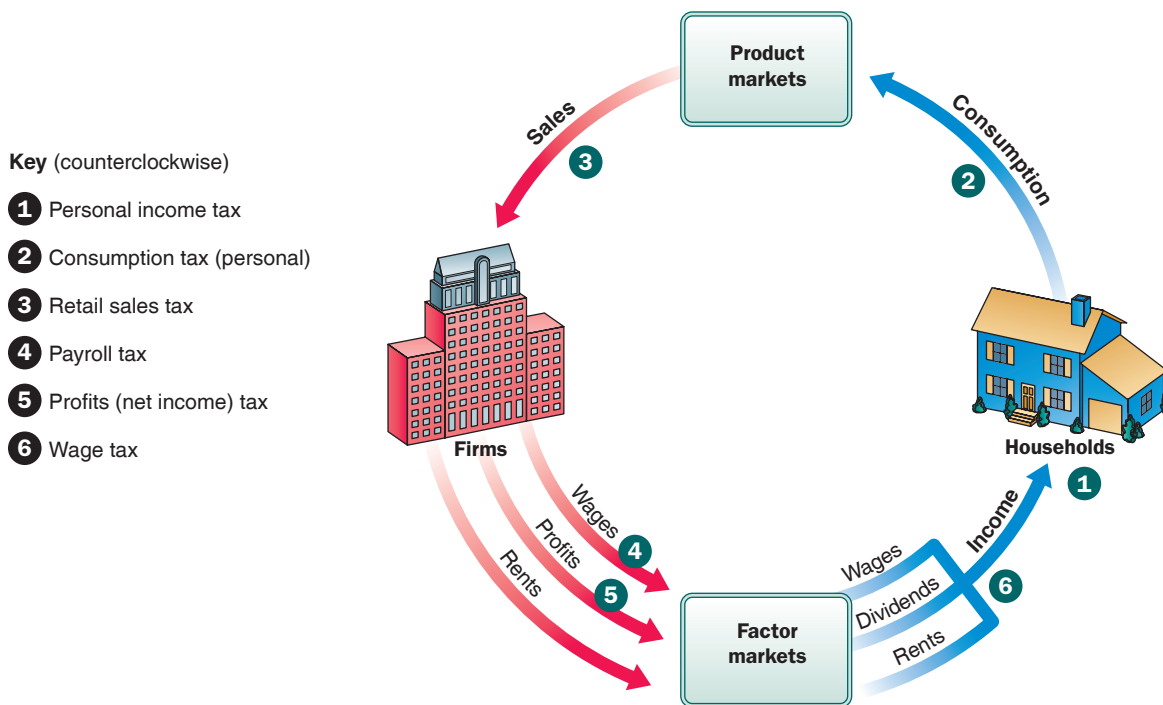 Key (counterclockwise)
1 Personal income tax
2 Consumption tax (personal)
3 Retail sales tax
4 Payroll tax
5 Profits (net income) tax
6 Wage tax
Product
markets
Sales
3
Consumption
2
Firms
Households
1
Wages
4
Profits
5
Rents
Factor
markets
Wages
Dividends
Rents
Income
6